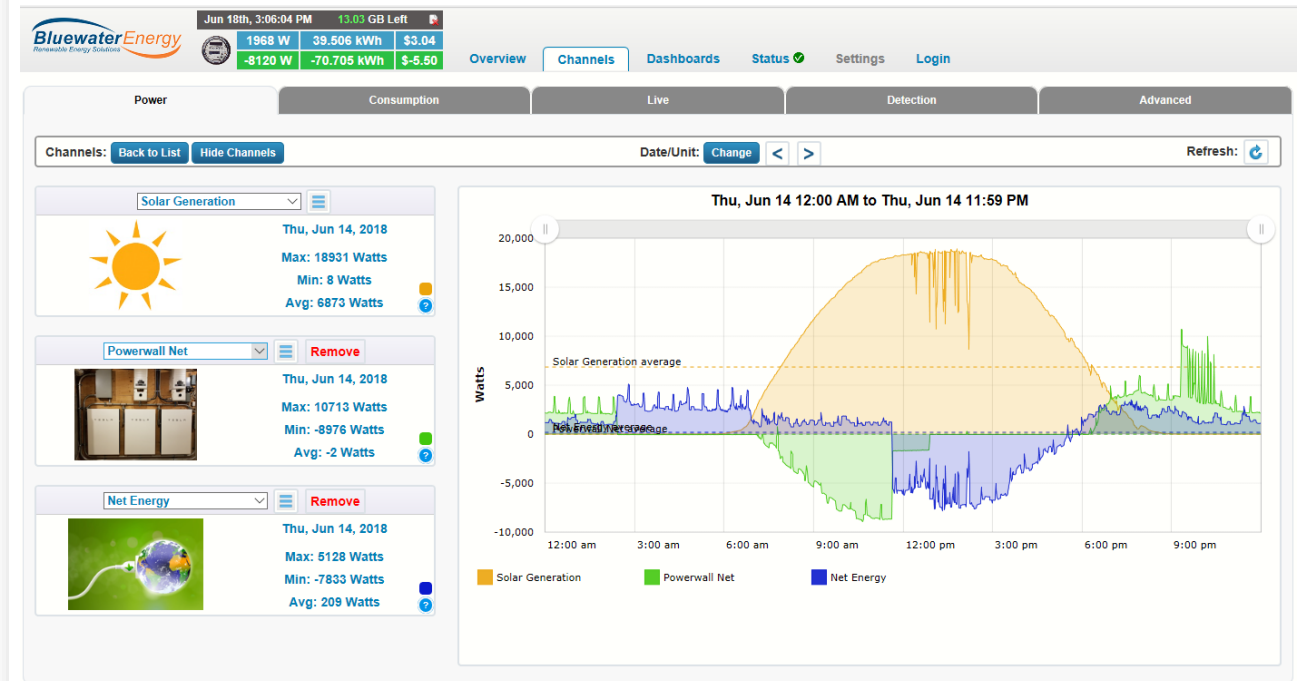 BluewaterEnergy
Renewable Energy Solutions
Jun 18th, 3:06:04 PM 13.03 GB Left
1968 W 39.506 kWh $3.04
-8120 W -70.705 kWh $-5.50
Overview Channels Dashboards Status Settings Login
Power Consumption Live Detection Advanced
Channels: Back to List Hide Channels Date/Unit: Change < > Refresh:
Solar Generation
Thu, Jun 14, 2018
Max: 18931 Watts
Min: 8 Watts
Avg: 6873 Watts
?
Powerwall Net Remove
Thu, Jun 14, 2018
Max: 10713 Watts
Min: -8976 Watts
Avg: -2 Watts
?
Net Energy Remove
Thu, Jun 14, 2018
Max: 5128 Watts
Min: -7833 Watts
Avg: 209 Watts
?
Thu, Jun 14 12:00 AM to Thu, Jun 14 11:59 PM
20,000
15,000
10,000
5,000
0
-5,000
-10,000
Watts
Solar Generation average
Net Energy average
Powerwall Net average
12:00 am 3:00 am 6:00 am 9:00 am 12:00 pm 3:00 pm 6:00 pm 9:00 pm
Solar Generation Powerwall Net Net Energy